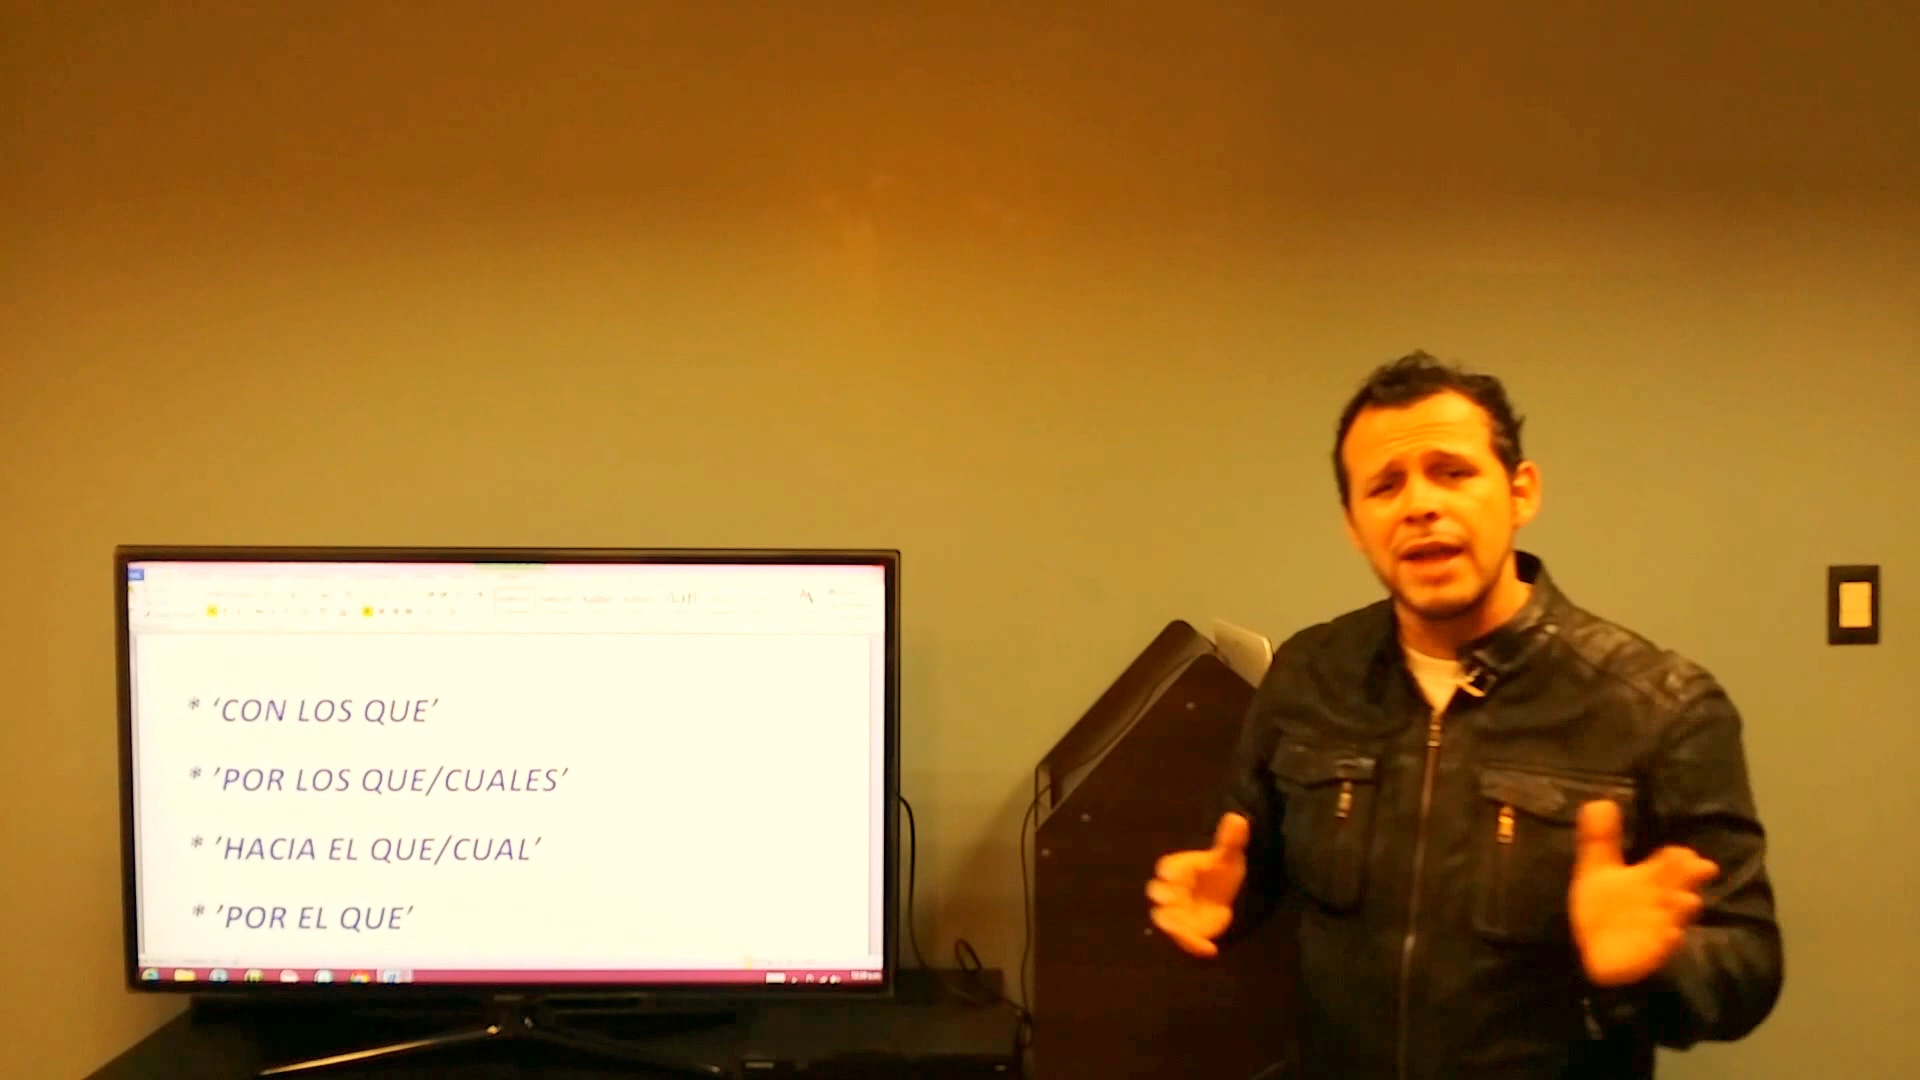 * 'CON LOS QUE'
* 'POR LOS QUE/CUALES'
* 'HACIA EL QUE/CUAL'
* 'POR EL QUE'